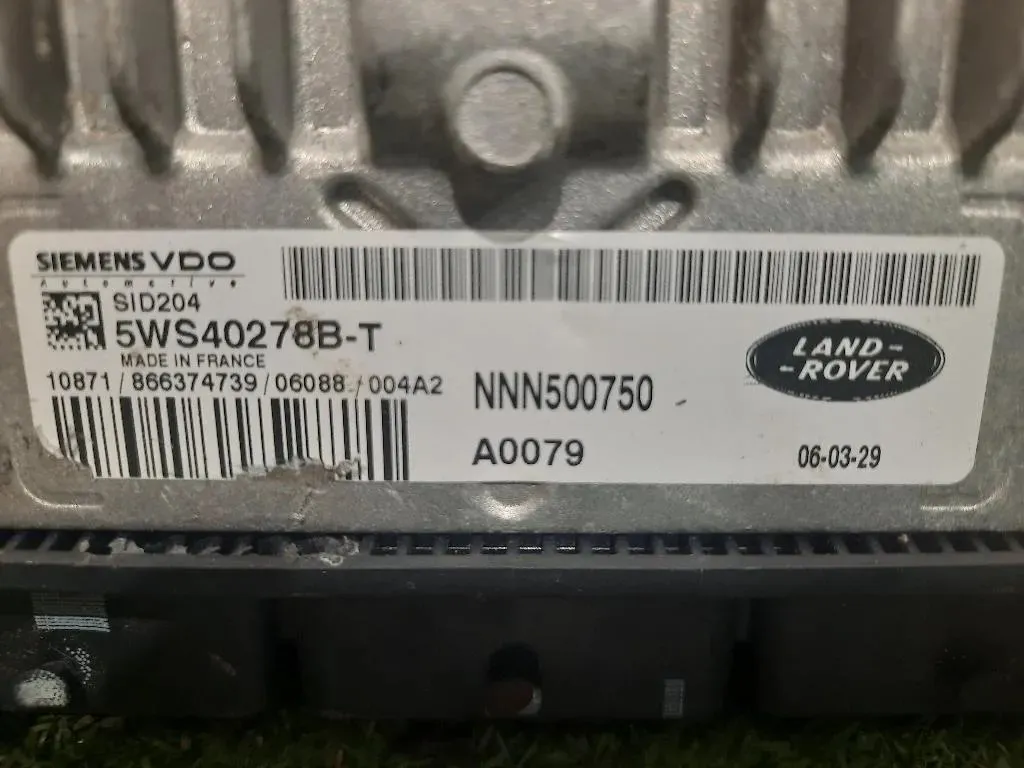 SIEMENS VDO
Automotive
SID204
5WS40278B-T
MADE IN FRANCE
10871 / 866374739 / 06088 / 004A2
NNN500750
A0079
LAND-
-ROVER
06-03-29